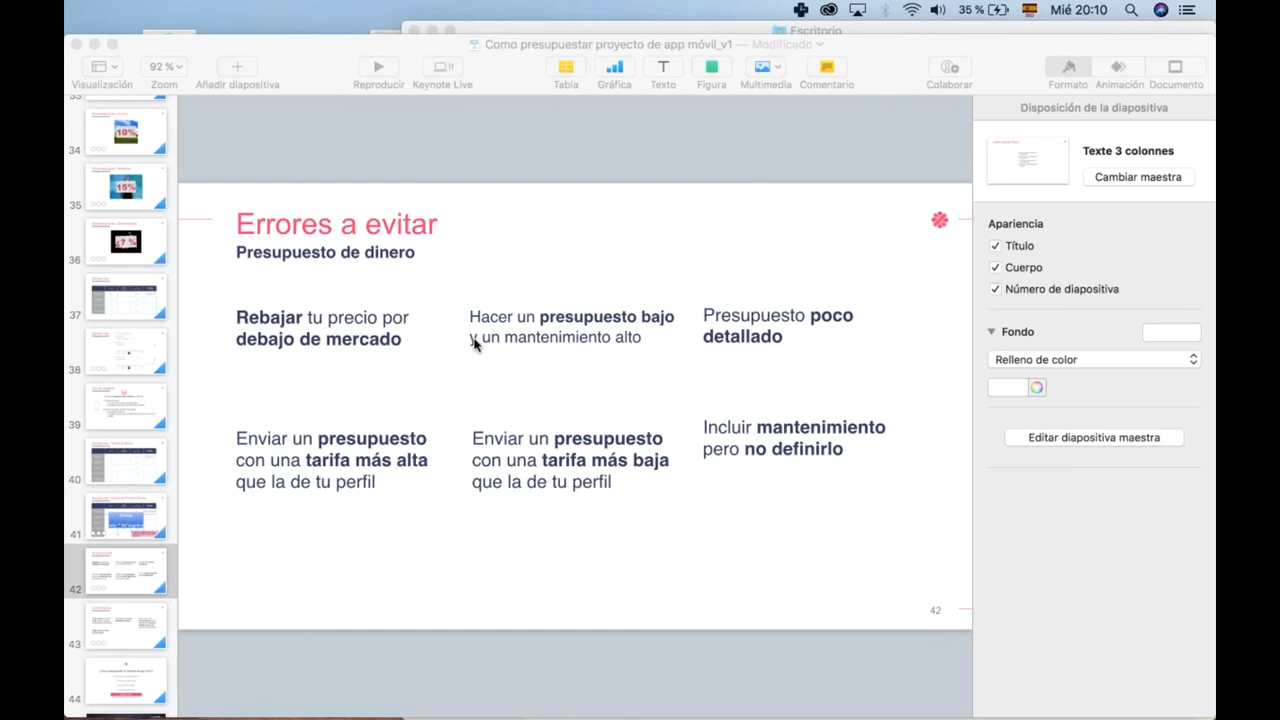 35 %
Mié 20:10
Escritorio
Como presupuestar proyecto de app móvil_v1 — Modificado
92 %
Visualización
Zoom
Añadir diapositiva
Reproducir
Keynote Live
Tabla
Gráfica
Texto
Figura
Multimedia
Comentario
Colaborar
Formato
Animación
Documento
33
10%
34
15%
35
36
37
38
39
40
41
42
43
44
Errores a evitar
Presupuesto de dinero
Rebajar tu precio por
debajo de mercado
Hacer un presupuesto bajo
y un mantenimiento alto
Presupuesto poco
detallado
Enviar un presupuesto
con una tarifa más alta
que la de tu perfil
Enviar un presupuesto
con una tarifa más baja
que la de tu perfil
Incluir mantenimiento
pero no definirlo
42
Disposición de la diapositiva
Texte 3 colonnes
Cambiar maestra
Apariencia
Título
Cuerpo
Número de diapositiva
Fondo
Relleno de color
Editar diapositiva maestra